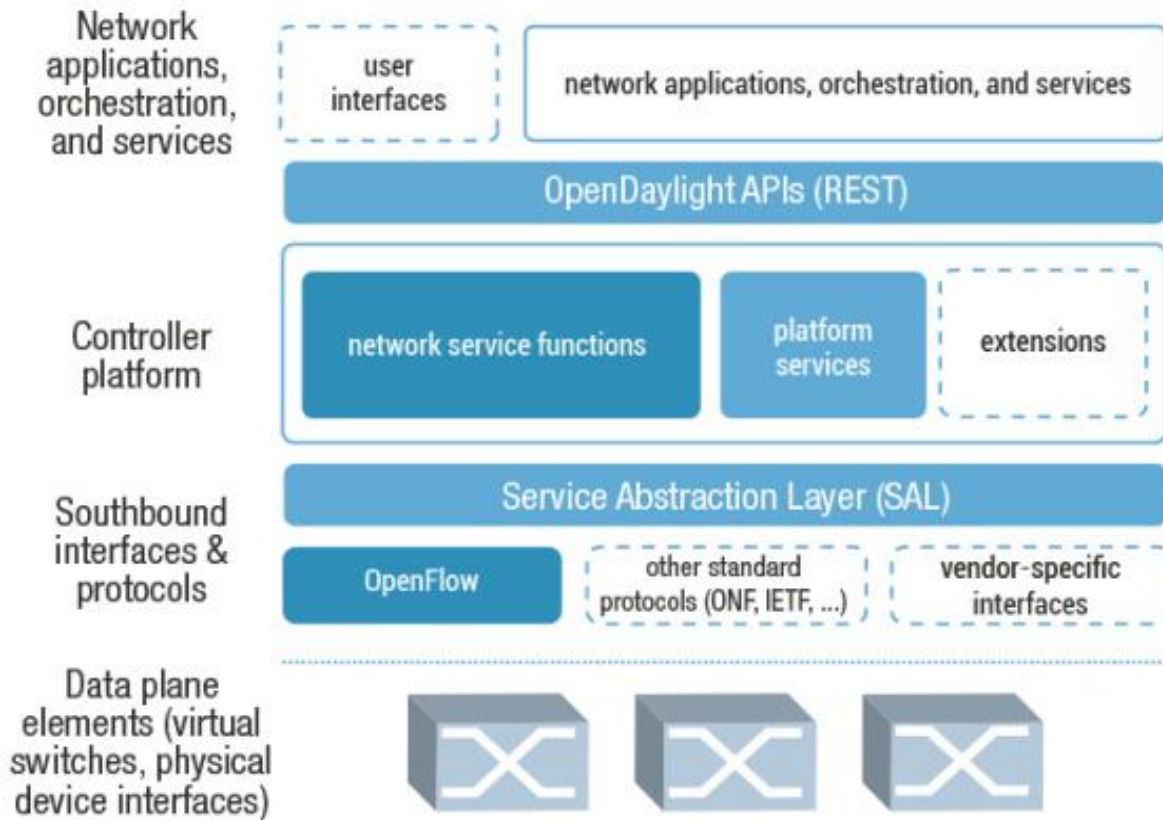 Network
applications,
orchestration,
and services
user
interfaces
network applications, orchestration, and services
OpenDaylight APIs (REST)
Controller
platform
network service functions
platform
services
extensions
Southbound
interfaces &
protocols
Service Abstraction Layer (SAL)
OpenFlow
other standard
protocols (ONF, IETF, ...)
vendor-specific
interfaces
Data plane
elements (virtual
switches, physical
device interfaces)